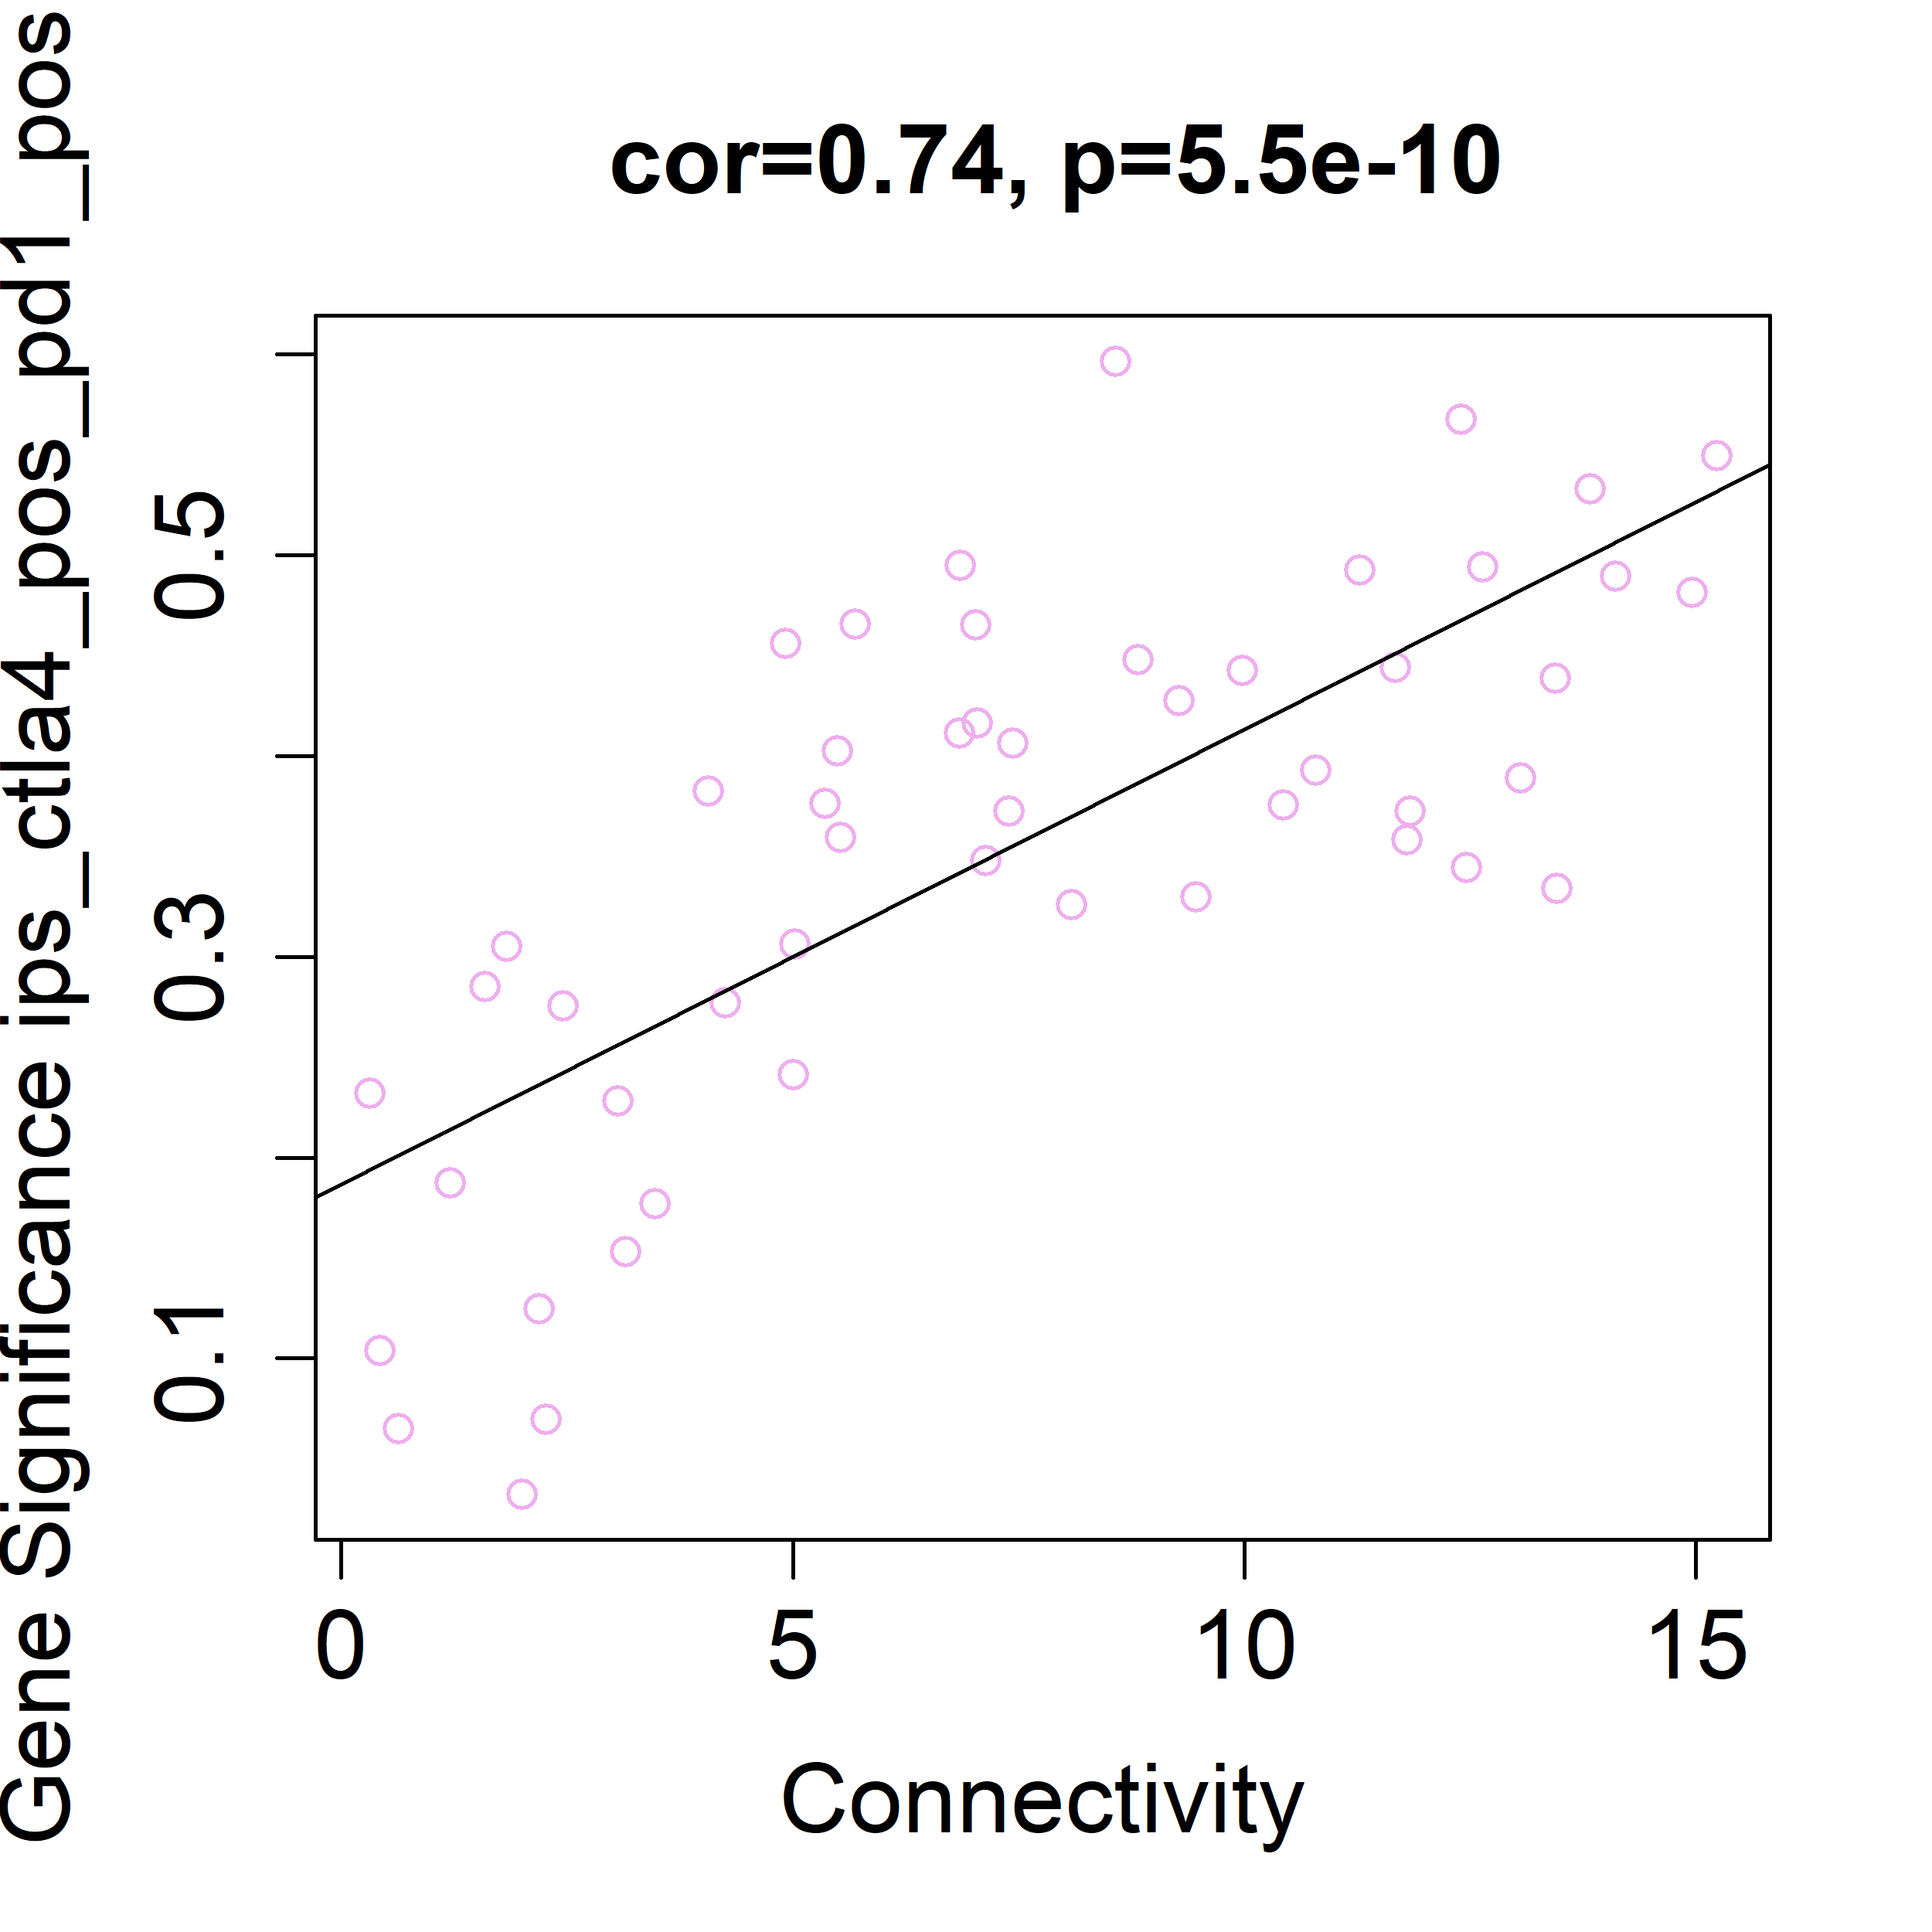 cor=0.74, p=5.5e-10
Gene Significance ips_ctla4_pos_pd1_pos
0.5
0.3
0.1
0
5
10
15
Connectivity